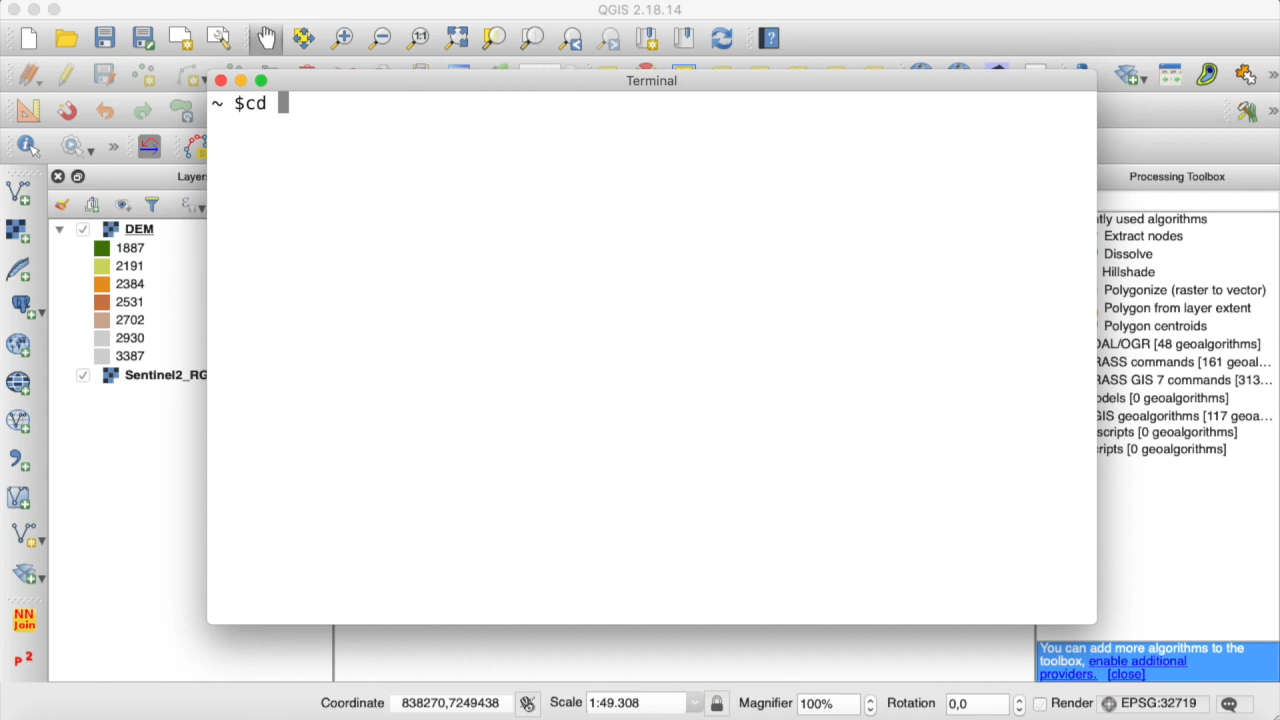 QGIS 2.18.14
Terminal
~ $cd
Layer
Processing Toolbox
DEM
1887
2191
2384
2531
2702
2930
3387
Sentinel2_RG
tly used algorithms
Extract nodes
Dissolve
Hillshade
Polygonize (raster to vector)
Polygon from layer extent
Polygon centroids
DAL/OGR [48 geoalgorithms]
RASS commands [161 geoal...
RASS GIS 7 commands [313...
odels [0 geoalgorithms]
GIS geoalgorithms [117 geoa...
scripts [0 geoalgorithms]
ripts [0 geoalgorithms]
NN
Join
P 2
You can add more algorithms to the
toolbox, enable additional
providers. [close]
Coordinate 838270,7249438 Scale 1:49.308 Magnifier 100% Rotation 0,0 Render EPSG:32719